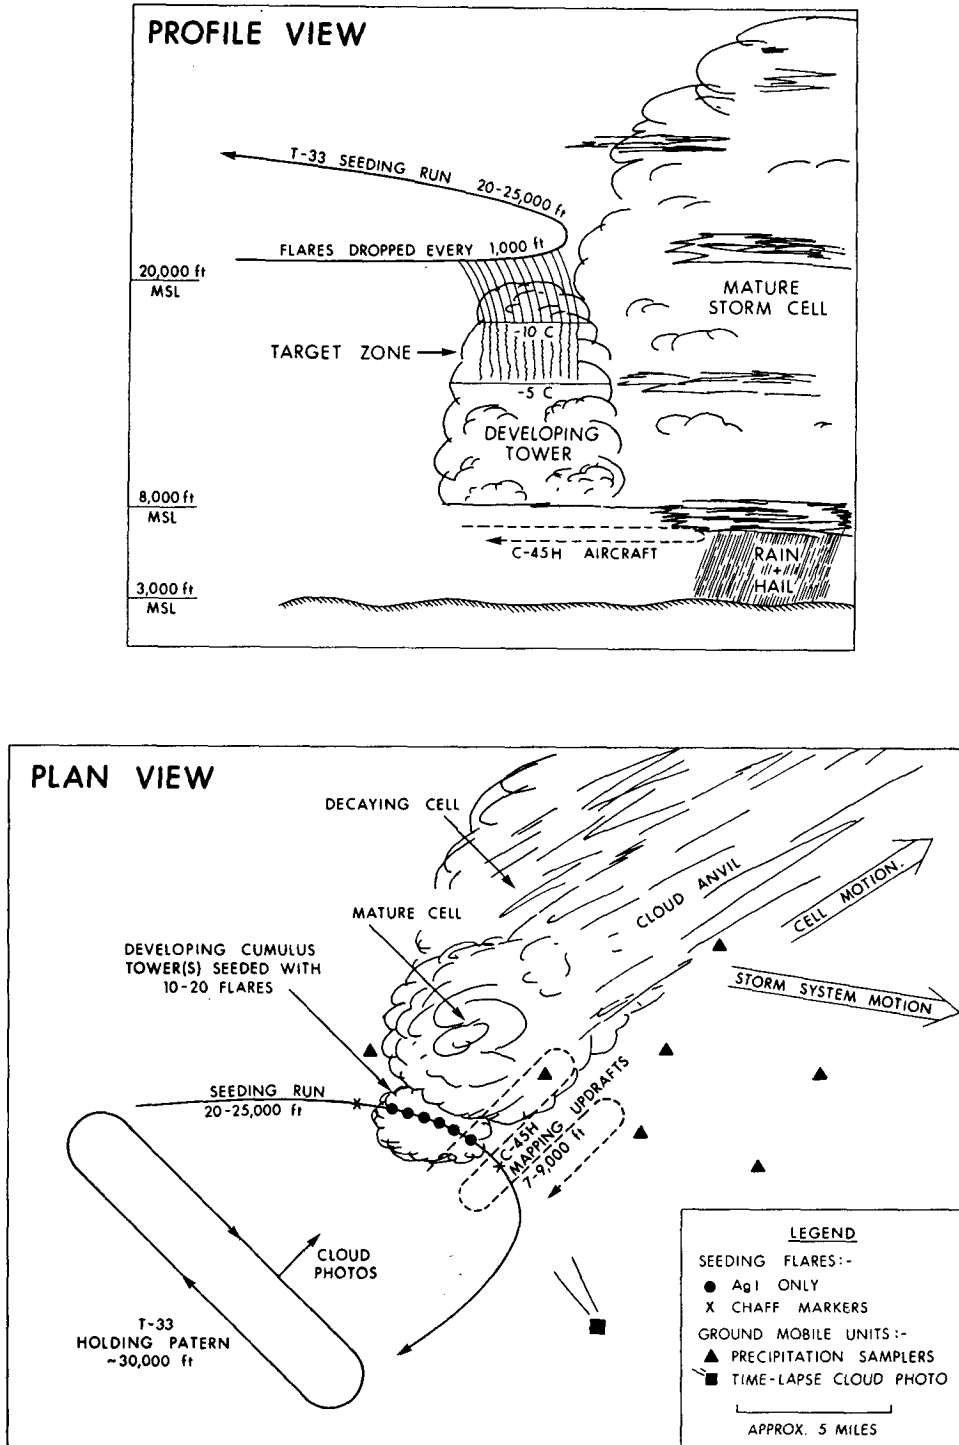 PROFILE VIEW
T-33 SEEDING RUN 20-25,000 ft
FLARES DROPPED EVERY 1,000 ft
20,000 ft
MSL
MATURE
STORM CELL
-10 C
TARGET ZONE
-5 C
DEVELOPING
TOWER
8,000 ft
MSL
C-45H AIRCRAFT
RAIN
+
HAIL
3,000 ft
MSL
PLAN VIEW
DECAYING CELL
CLOUD ANVIL
CELL MOTION.
MATURE CELL
DEVELOPING CUMULUS
TOWER(S) SEEDED WITH
10-20 FLARES
STORM SYSTEM MOTION
SEEDING RUN
20-25,000 ft
C-45H
MAPPING UPDRAFTS
7-9,000 ft
CLOUD
PHOTOS
T-33
HOLDING PATERN
~30,000 ft
LEGEND
SEEDING FLARES:-
AgI ONLY
X CHAFF MARKERS
GROUND MOBILE UNITS:-
PRECIPITATION SAMPLERS
TIME-LAPSE CLOUD PHOTO
APPROX. 5 MILES